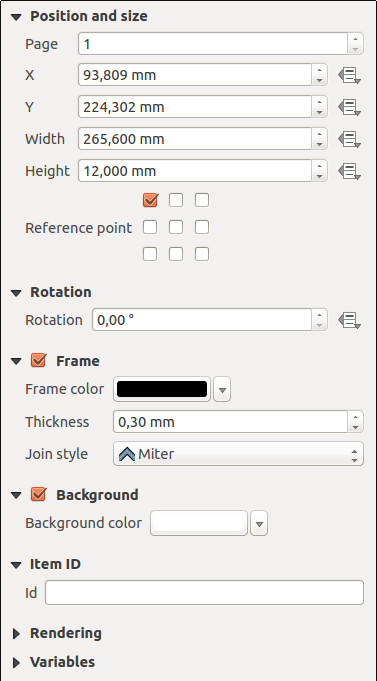 Position and size
Page 1
X 93,809 mm
Y 224,302 mm
Width 265,600 mm
Height 12,000 mm
Reference point
Rotation
Rotation 0,00 °
Frame
Frame color
Thickness 0,30 mm
Join style Miter
Background
Background color
Item ID
Id
Rendering
Variables